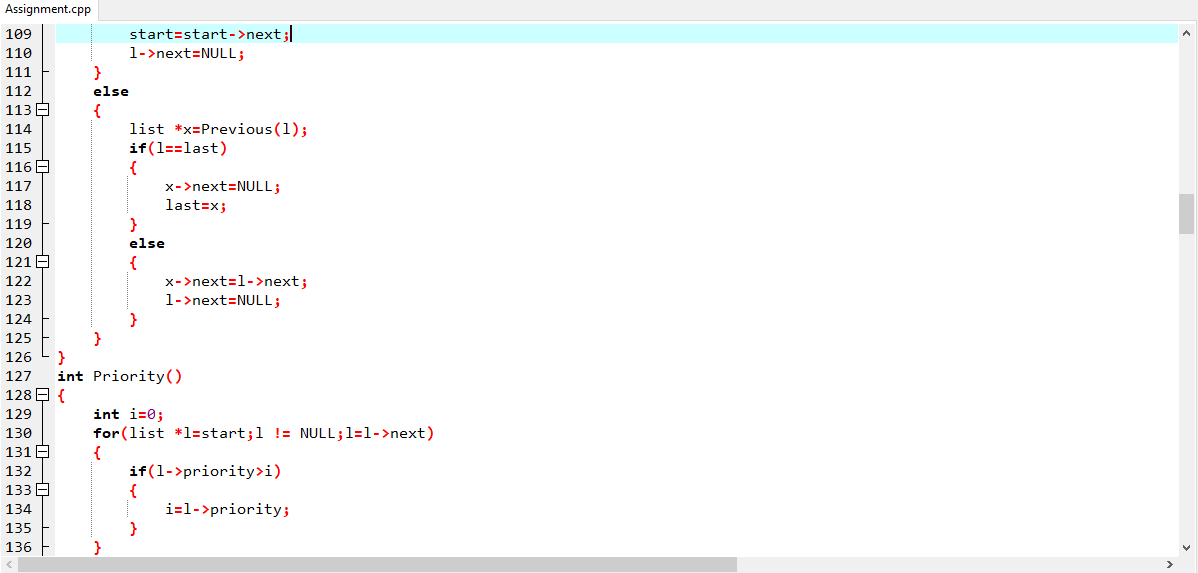 Assignment.cpp
109 start=start->next;
110 l->next=NULL;
111 }
112 else
113 {
114 list *x=Previous(l);
115 if(l==last)
116 {
117 x->next=NULL;
118 last=x;
119 }
120 else
121 {
122 x->next=l->next;
123 l->next=NULL;
124 }
125 }
126 }
127 int Priority()
128 {
129 int i=0;
130 for(list *l=start;l != NULL;l=l->next)
131 {
132 if(l->priority>i)
133 {
134 i=l->priority;
135 }
136 }